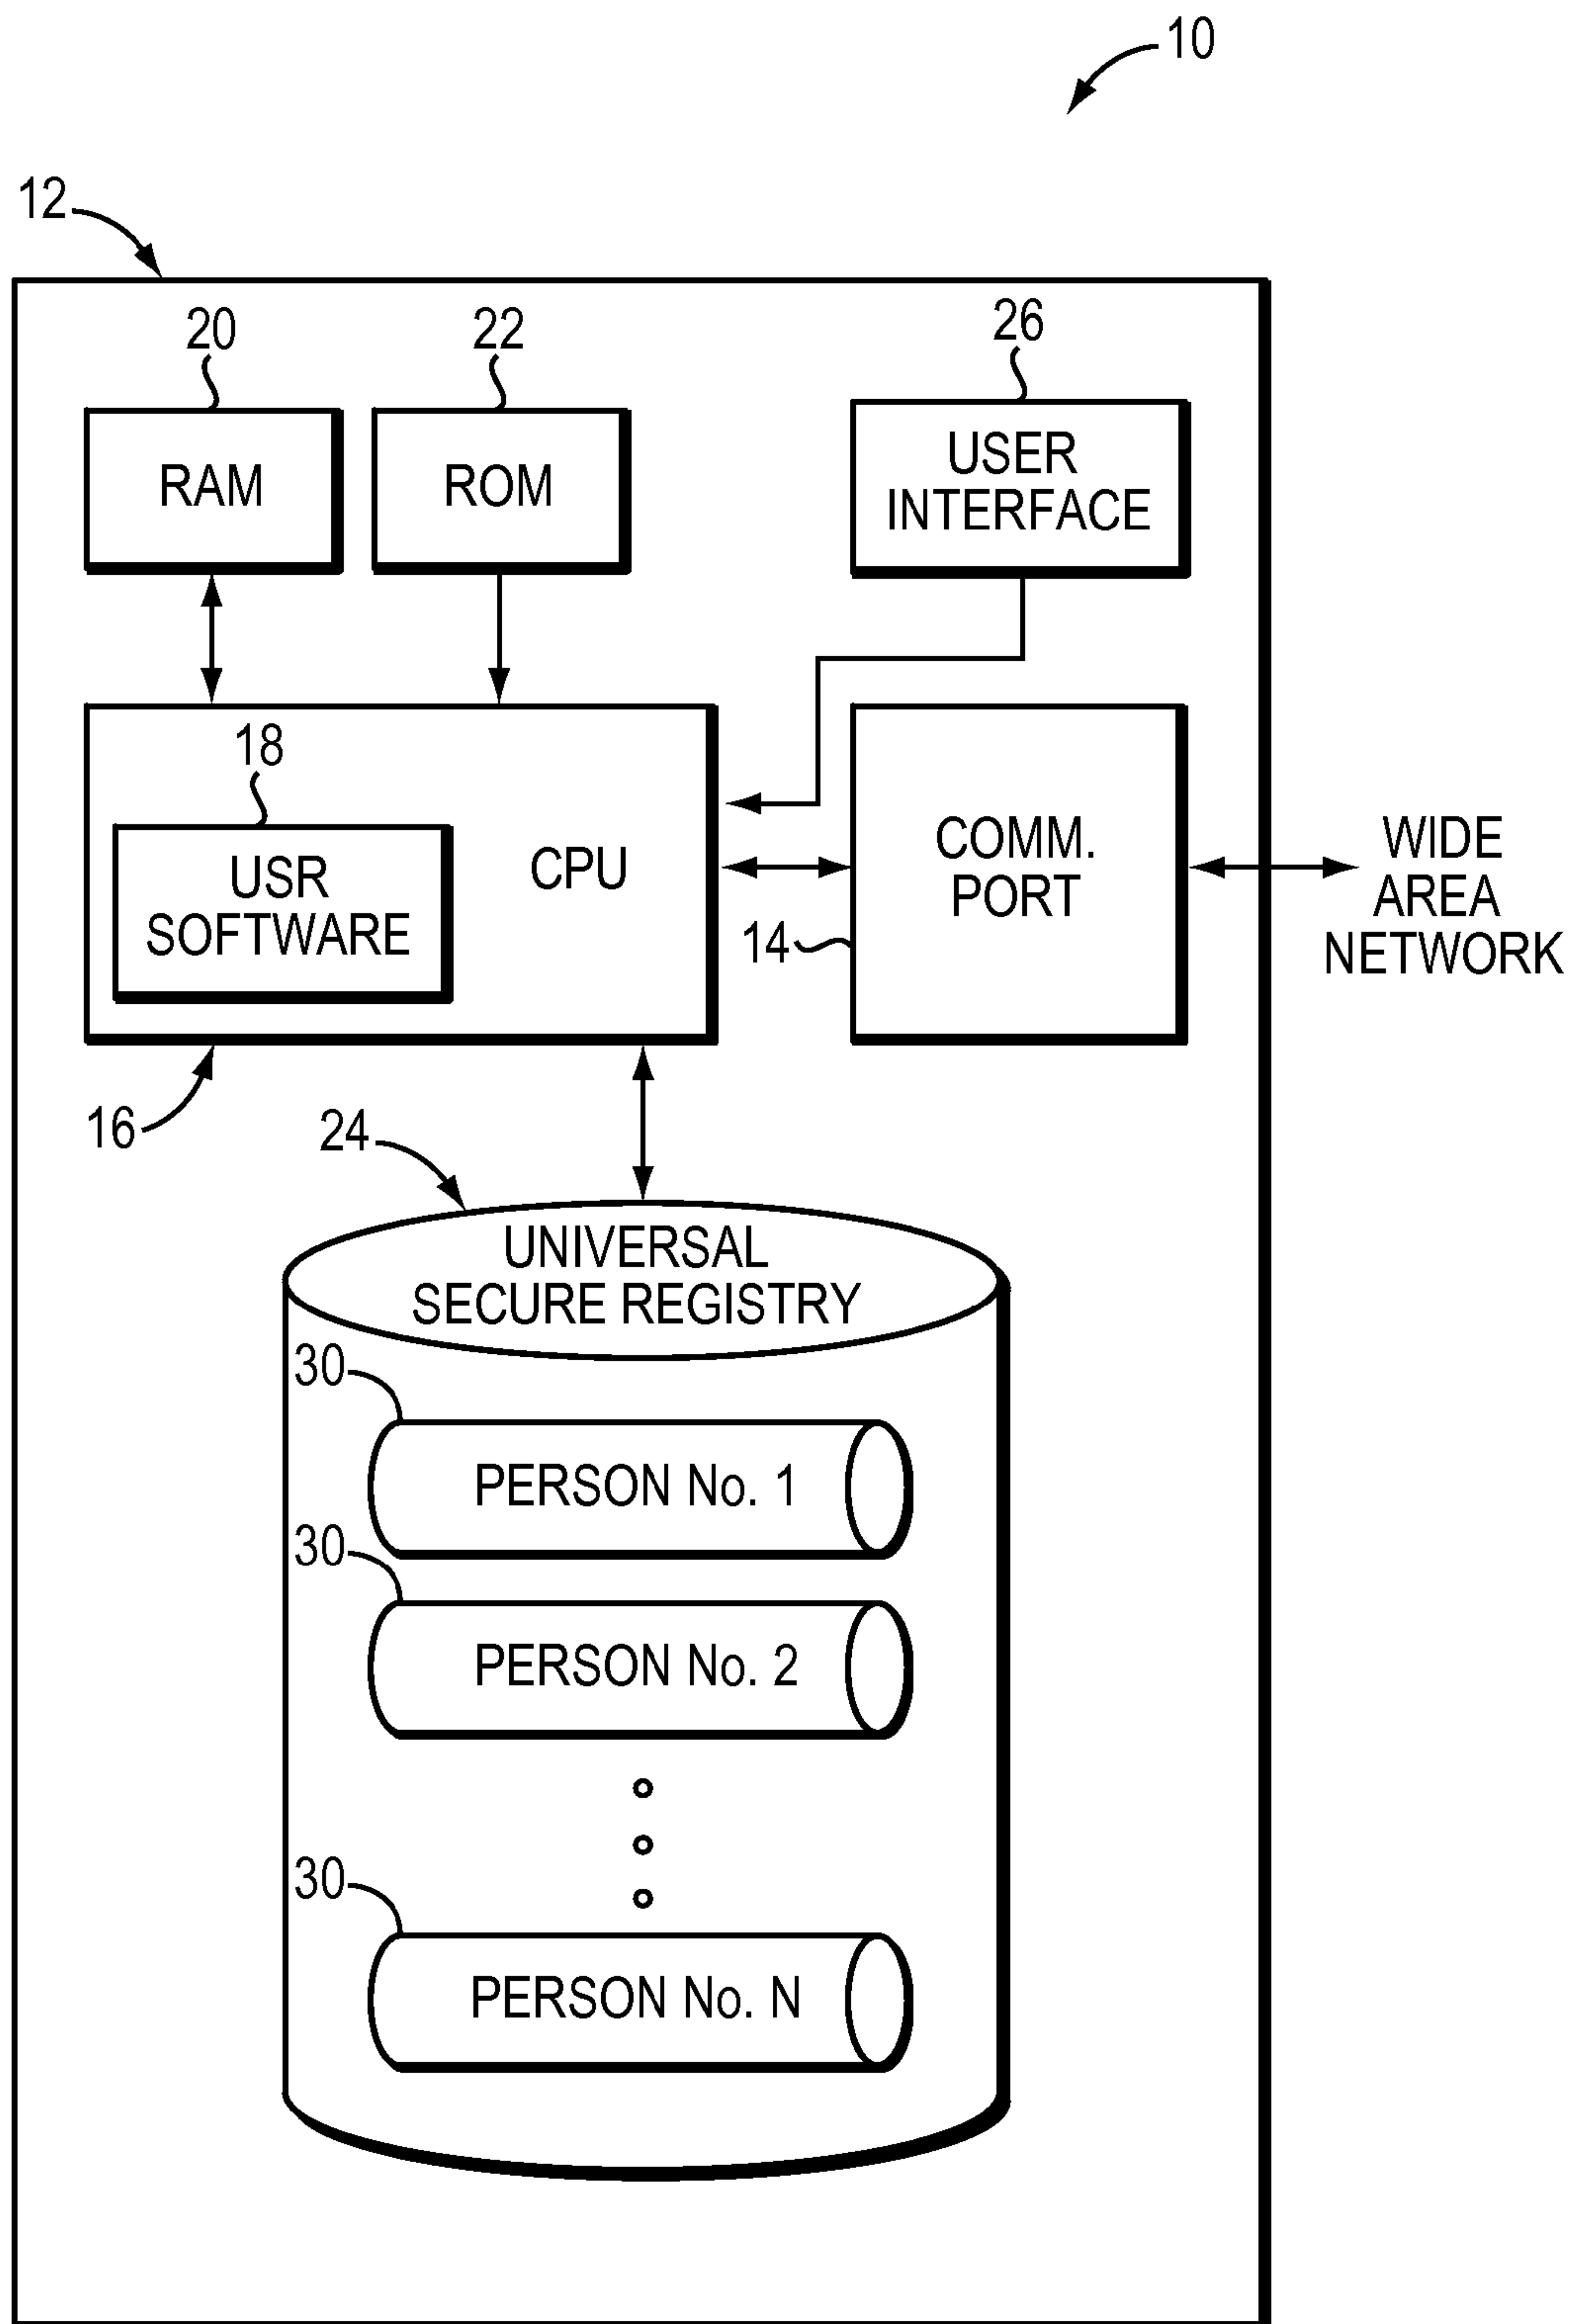 10
12
20
22
26
RAM
ROM
USER
INTERFACE
18
USR
SOFTWARE
CPU
14
COMM.
PORT
WIDE
AREA
NETWORK
16
24
UNIVERSAL
SECURE REGISTRY
30
PERSON No. 1
30
PERSON No. 2
30
PERSON No. N